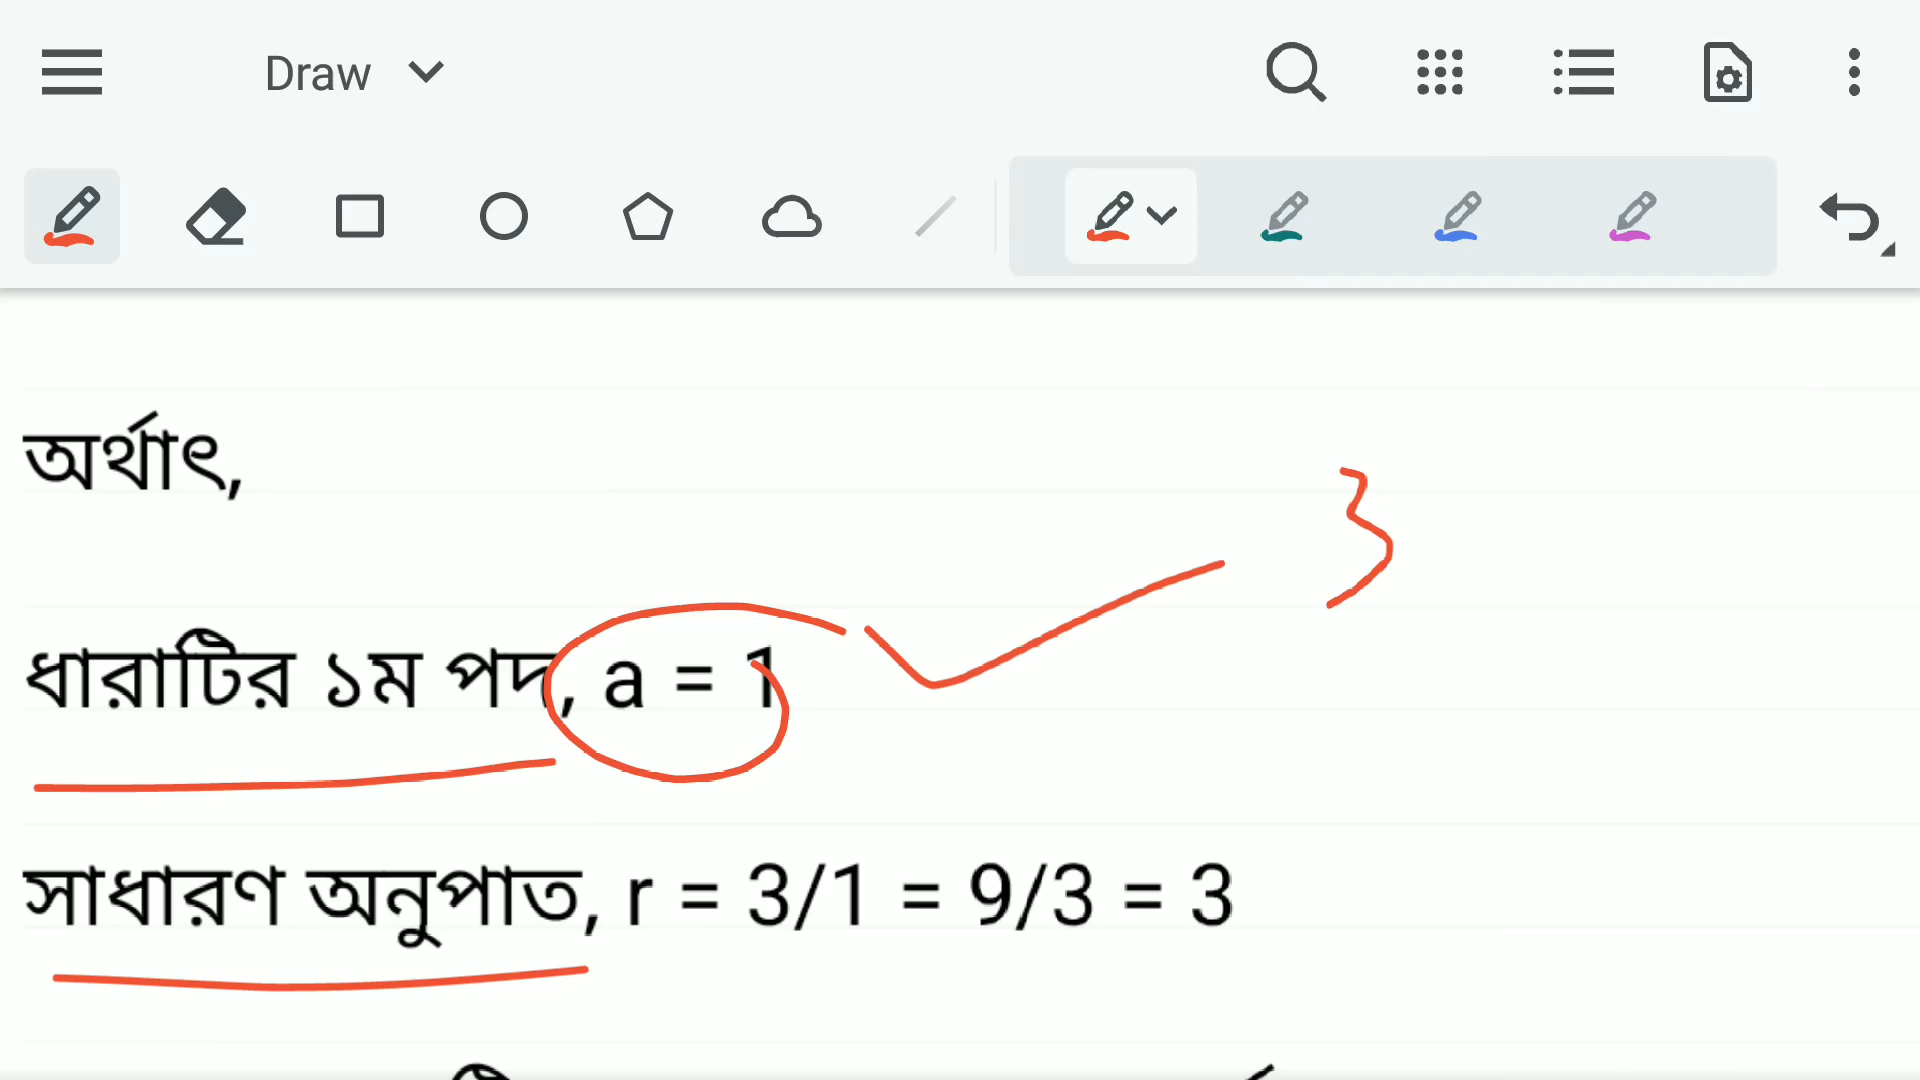 Draw
অর্থাৎ,
3
ধারাটির ১ম পদ, a = 1
সাধারণ অনুপাত, r = 3/1 = 9/3 = 3